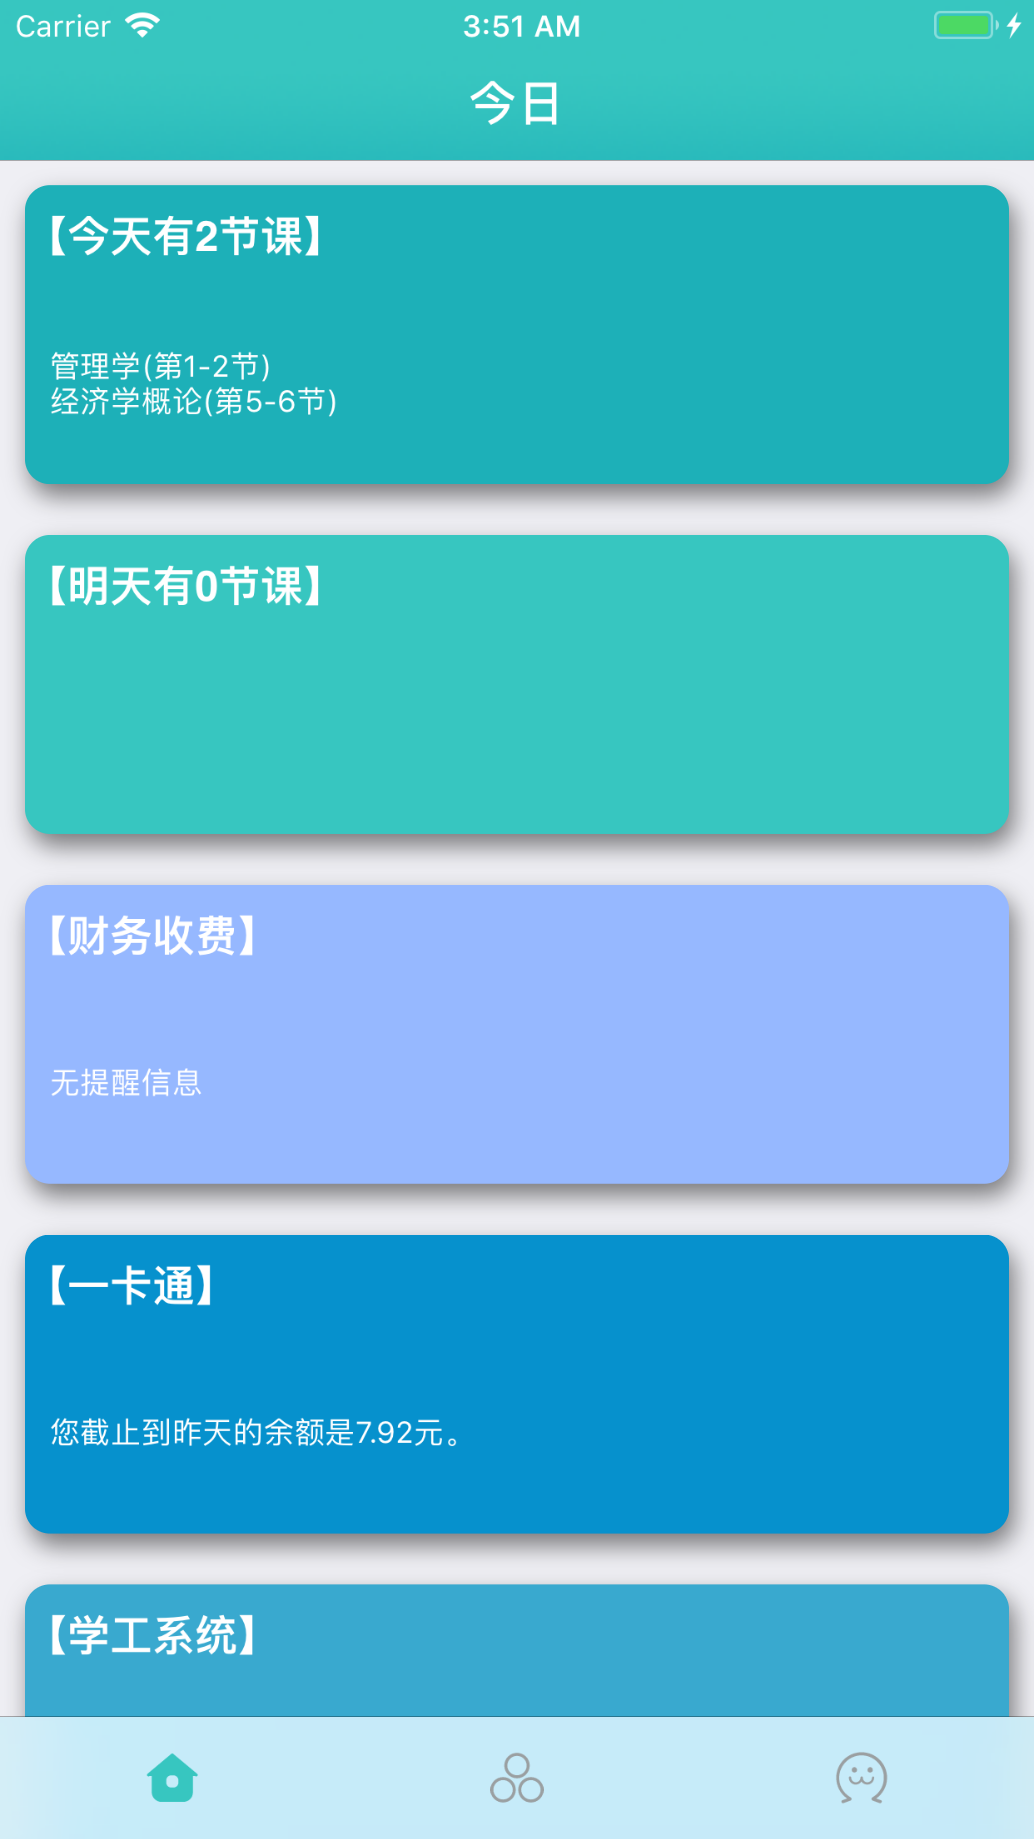 Carrier 3:51 AM
今日
【今天有2节课】
管理学(第1-2节)
经济学概论(第5-6节)
【明天有0节课】
【财务收费】
无提醒信息
【一卡通】
您截止到昨天的余额是7.92元。
【学工系统】